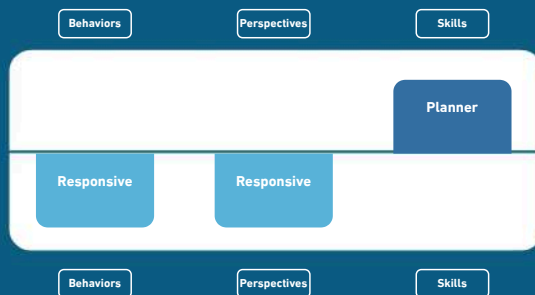 Behaviors Perspectives Skills
Planner
Responsive Responsive
Behaviors Perspectives Skills